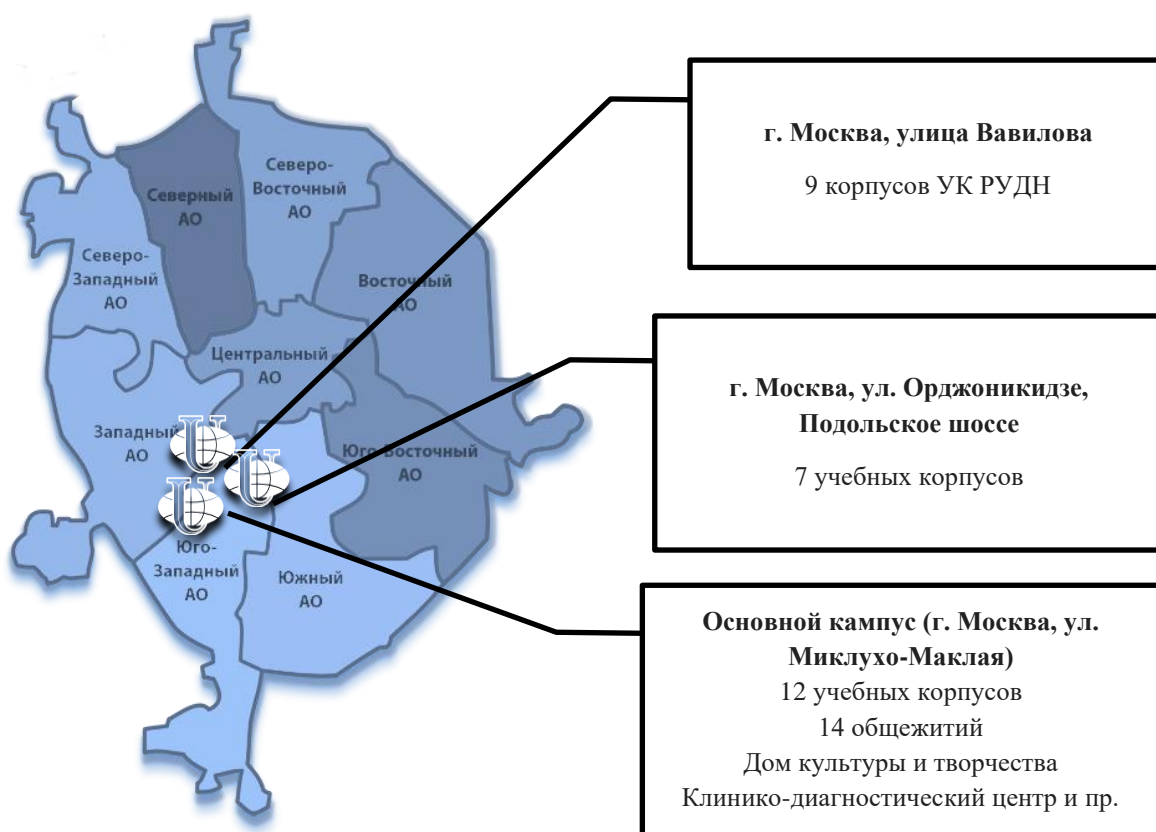 Северный
АО
Северо-
Восточный
АО
Северо-
Западный
АО
Восточный
АО
Центральный
АО
Западный
АО
Юго-Восточный
АО
Юго-
Западный
АО
Южный
АО
г. Москва, улица Вавилова
9 корпусов УК РУДН
г. Москва, ул. Орджоникидзе,
Подольское шоссе
7 учебных корпусов
Основной кампус (г. Москва, ул.
Миклухо-Маклая)
12 учебных корпусов
14 общежитий
Дом культуры и творчества
Клинико-диагностический центр и пр.